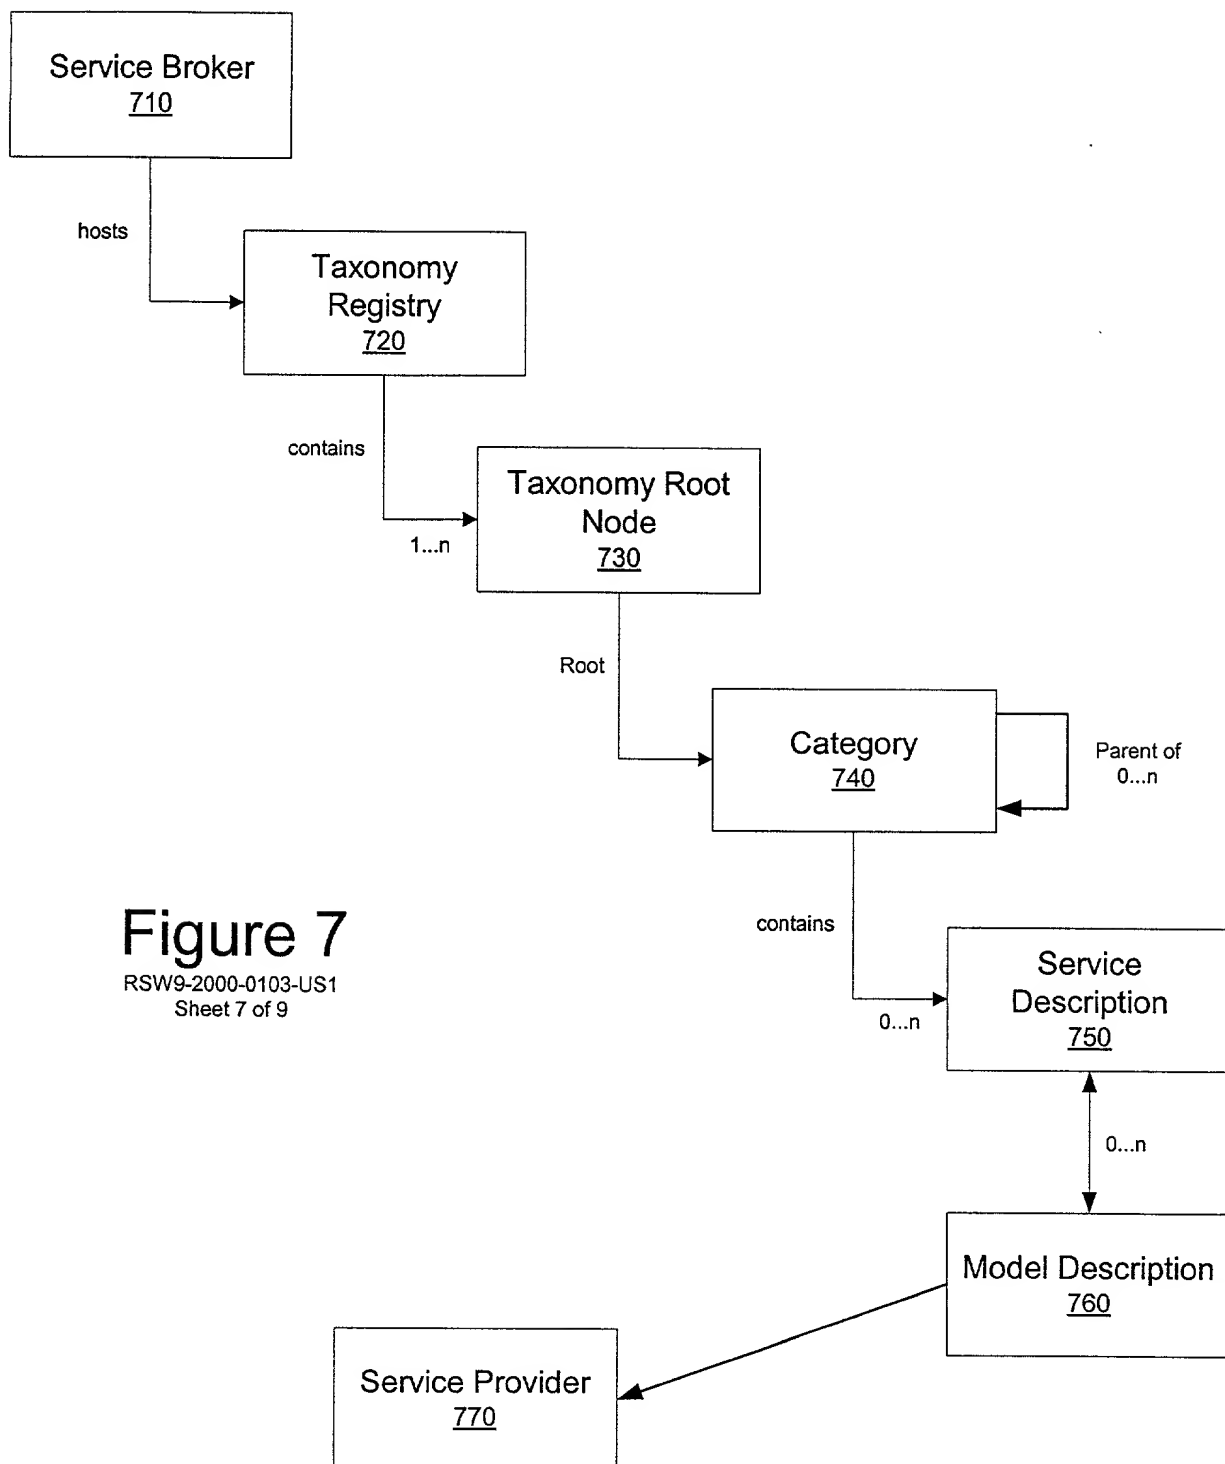 Service Broker
710
hosts
Taxonomy
Registry
720
contains
1...n
Taxonomy Root
Node
730
Root
Category
740
Parent of
0...n
contains
0...n
Service
Description
750
0...n
Model Description
760
Service Provider
770
Figure 7
RSW9-2000-0103-US1
Sheet 7 of 9